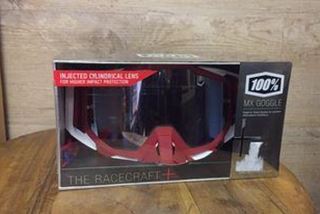 INJECTED CYLINDRICAL LENS
FOR HIGHER IMPACT PROTECTION
100%
MX GOGGLE
THE RACECRAFT+